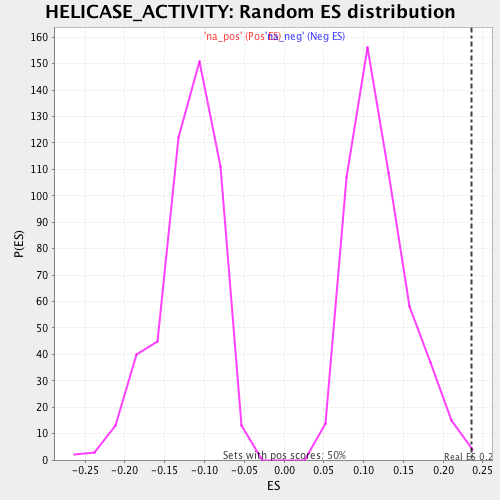 HELICASE_ACTIVITY: Random ES distribution
'na_pos' (Pos ES) 'na_neg' (Neg ES)
160
150
140
130
120
110
100
90
80
70
60
50
40
30
20
10
0
P(ES)
Sets with pos scores: 50%
Real ES 0.2
-0.25 -0.20 -0.15 -0.10 -0.05 0.00 0.05 0.10 0.15 0.20 0.25
ES